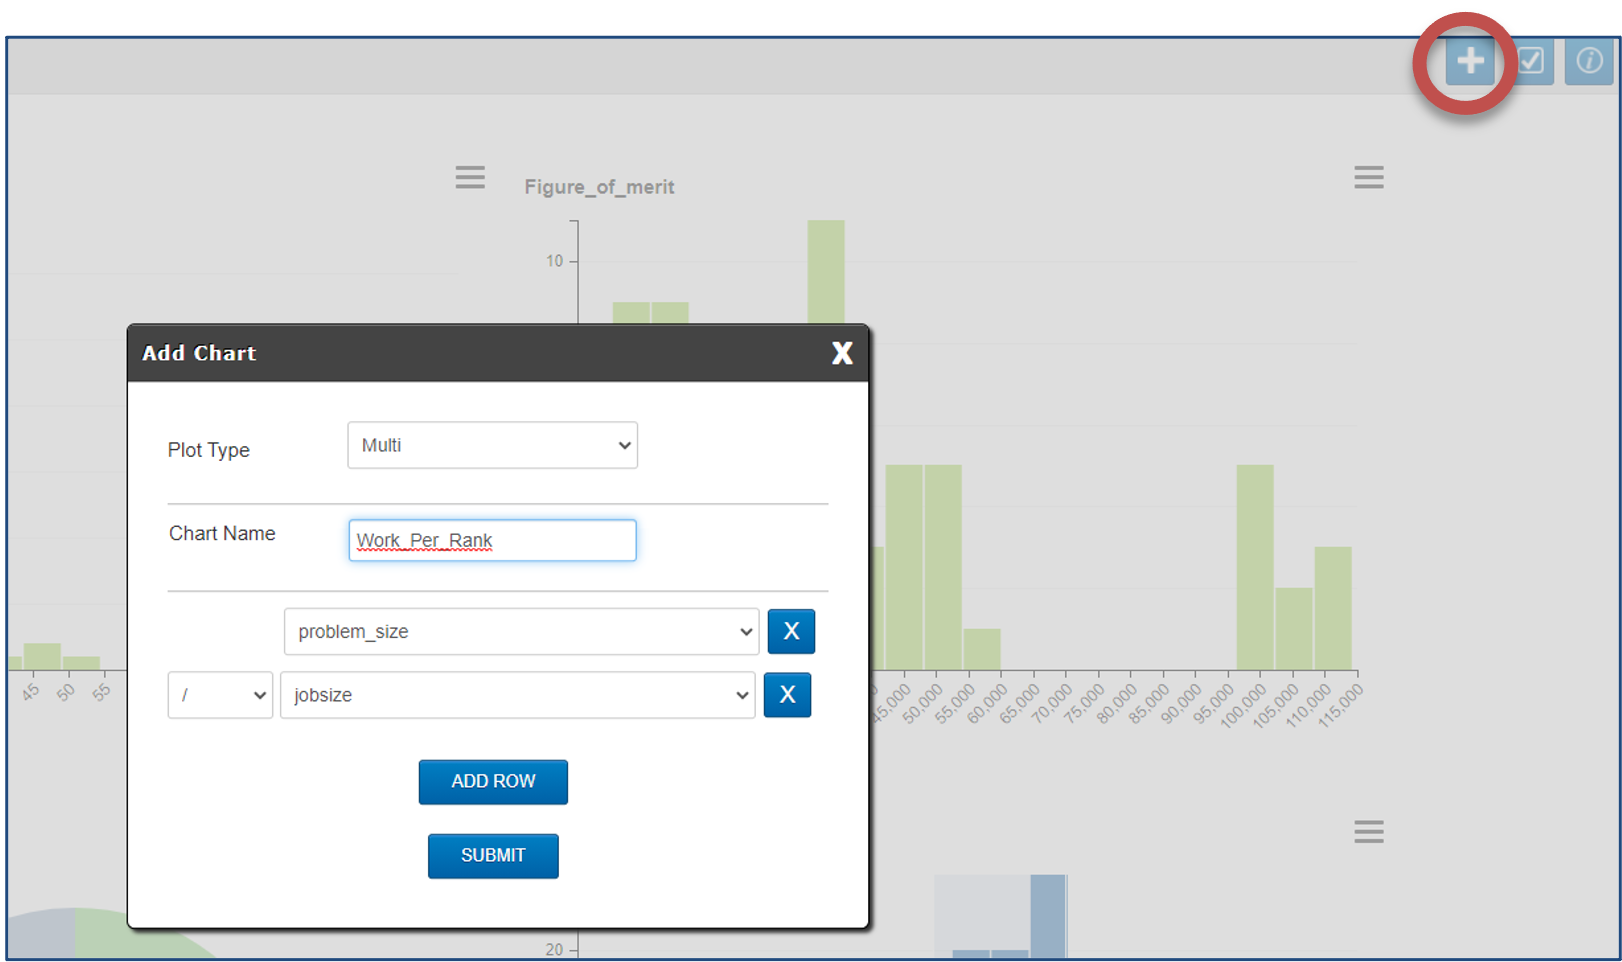 Figure_of_merit
10
Add Chart
X
Plot Type
Multi
Chart Name
Work_Per_Rank
problem_size
X
/
jobsize
X
ADD ROW
SUBMIT
45
50
55
45,000
50,000
55,000
60,000
65,000
70,000
75,000
80,000
85,000
90,000
95,000
100,000
105,000
110,000
115,000
20